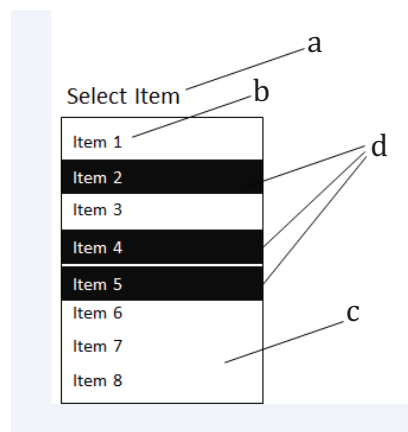 a
Select Item
b
Item 1
d
Item 2
Item 3
Item 4
Item 5
Item 6
c
Item 7
Item 8